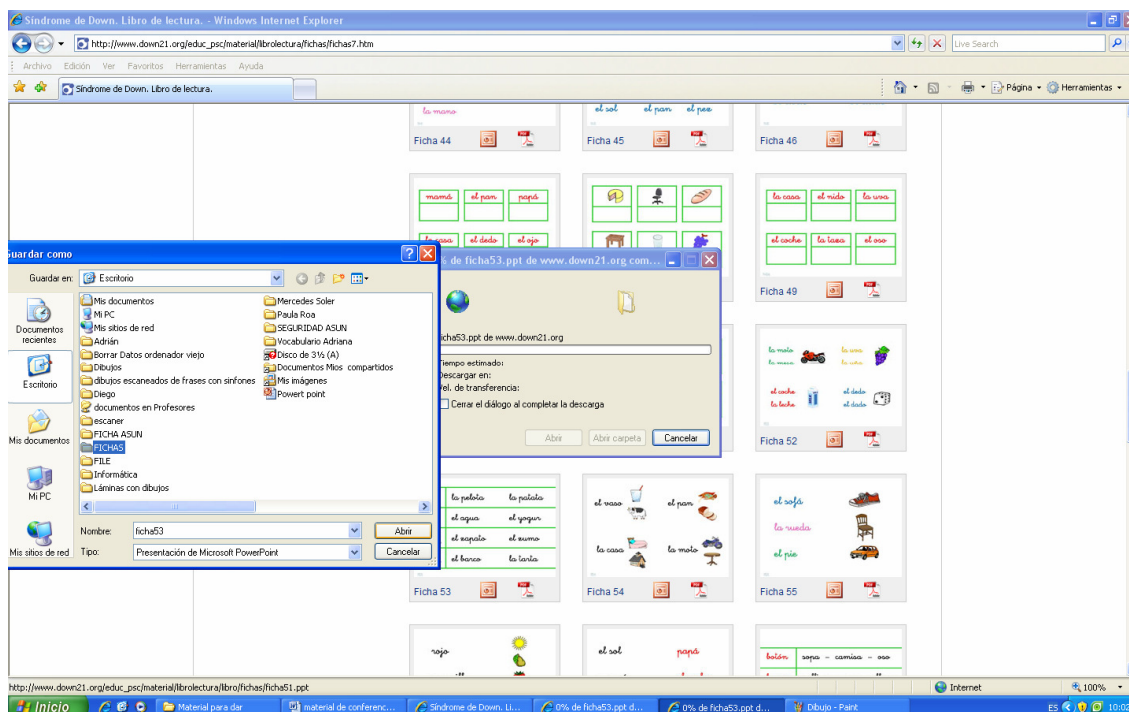 Síndrome de Down. Libro de lectura. - Windows Internet Explorer
http://www.down21.org/educ_psc/material/librolectura/fichas/fichas7.htm
Live Search
Archivo Edición Ver Favoritos Herramientas Ayuda
Síndrome de Down. Libro de lectura.
Página Herramientas
la mano
el sol el pan el pez
Ficha 44
Ficha 45
Ficha 46
mamá el pan papá
la casa el dedo el ojo
la casa el nido la uva
el coche la taza el oso
Ficha 49
Guardar como
Guardar en: Escritorio
Documentos recientes
Escritorio
Mis documentos
Mi PC
Mis sitios de red
Mis documentos
Mi PC
Mis sitios de red
Adrián
Borrar Datos ordenador viejo
Dibujos
dibujos escaneados de frases con sinfones
Diego
documentos en Profesores
escaner
FICHA ASUN
FICHAS
FILE
Informática
Láminas con dibujos
Mercedes Soler
Paula Roa
SEGURIDAD ASUN
Vocabulario Adriana
Disco de 3½ (A)
Documentos Mios compartidos
Mis imágenes
Powert point
Nombre: ficha53
Abrir
Tipo: Presentación de Microsoft PowerPoint
Cancelar
% de ficha53.ppt de www.down21.org com...
ficha53.ppt de www.down21.org
Tiempo estimado:
Descargar en:
Vel. de transferencia:
Cerrar el diálogo al completar la descarga
Abrir Abrir carpeta Cancelar
la moto
el coche
la leche
el dedo
el dado
Ficha 52
la pelota la patata
el agua el yogur
el zapato el zumo
el barco la tarta
Ficha 53
el vaso el pan
la casa la moto
Ficha 54
el sofá
la rueda
el pie
Ficha 55
rojo
el sol papá
botón sopa - camisa - oso
http://www.down21.org/educ_psc/material/librolectura/libro/fichas/ficha51.ppt
Internet
100%
Inicio
Material para dar
material de conferenc...
Síndrome de Down. Li...
0% de ficha53.ppt d...
0% de ficha53.ppt d...
Dibujo - Paint
ES
10:02